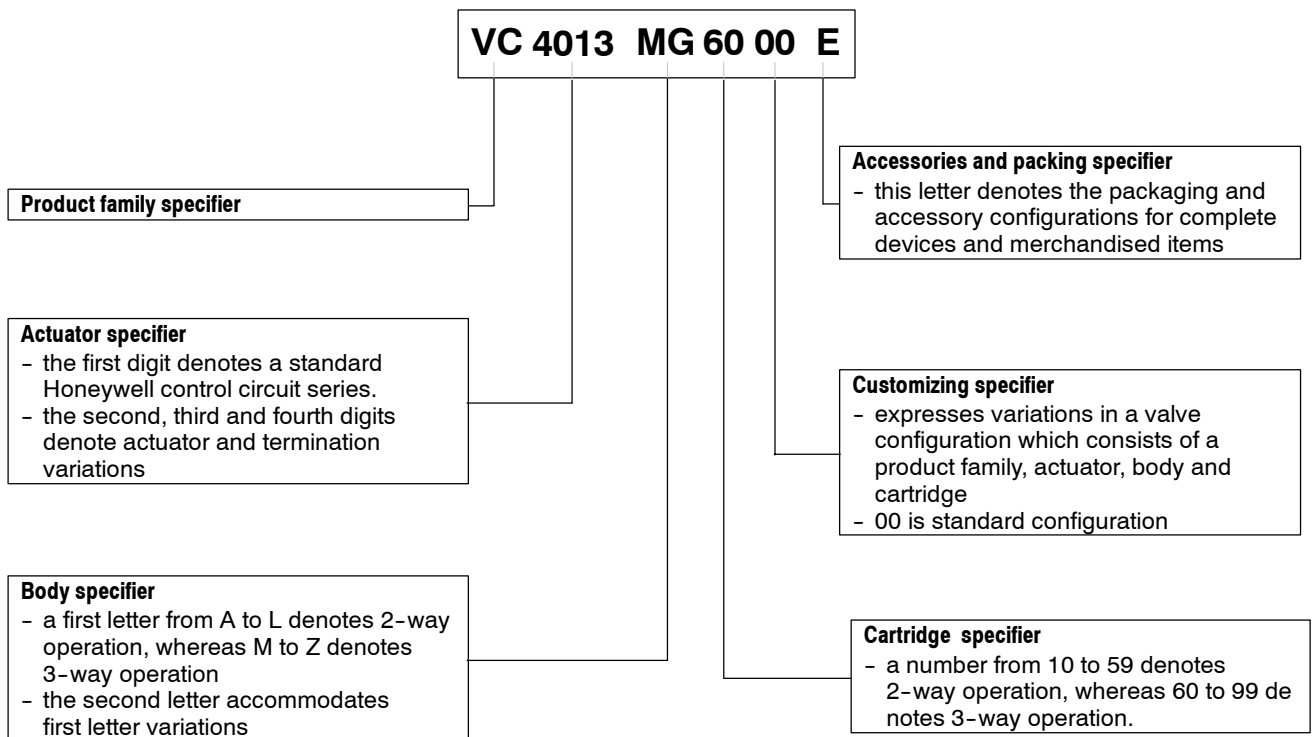 VC 4013 MG 60 00 E
Product family specifier
Actuator specifier
- the first digit denotes a standard
Honeywell control circuit series.
- the second, third and fourth digits
denote actuator and termination
variations
Body specifier
- a first letter from A to L denotes 2-way
operation, whereas M to Z denotes
3-way operation
- the second letter accommodates
first letter variations
Accessories and packing specifier
- this letter denotes the packaging and
accessory configurations for complete
devices and merchandised items
Customizing specifier
- expresses variations in a valve
configuration which consists of a
product family, actuator, body and
cartridge
- 00 is standard configuration
Cartridge specifier
- a number from 10 to 59 denotes
2-way operation, whereas 60 to 99 de
notes 3-way operation.